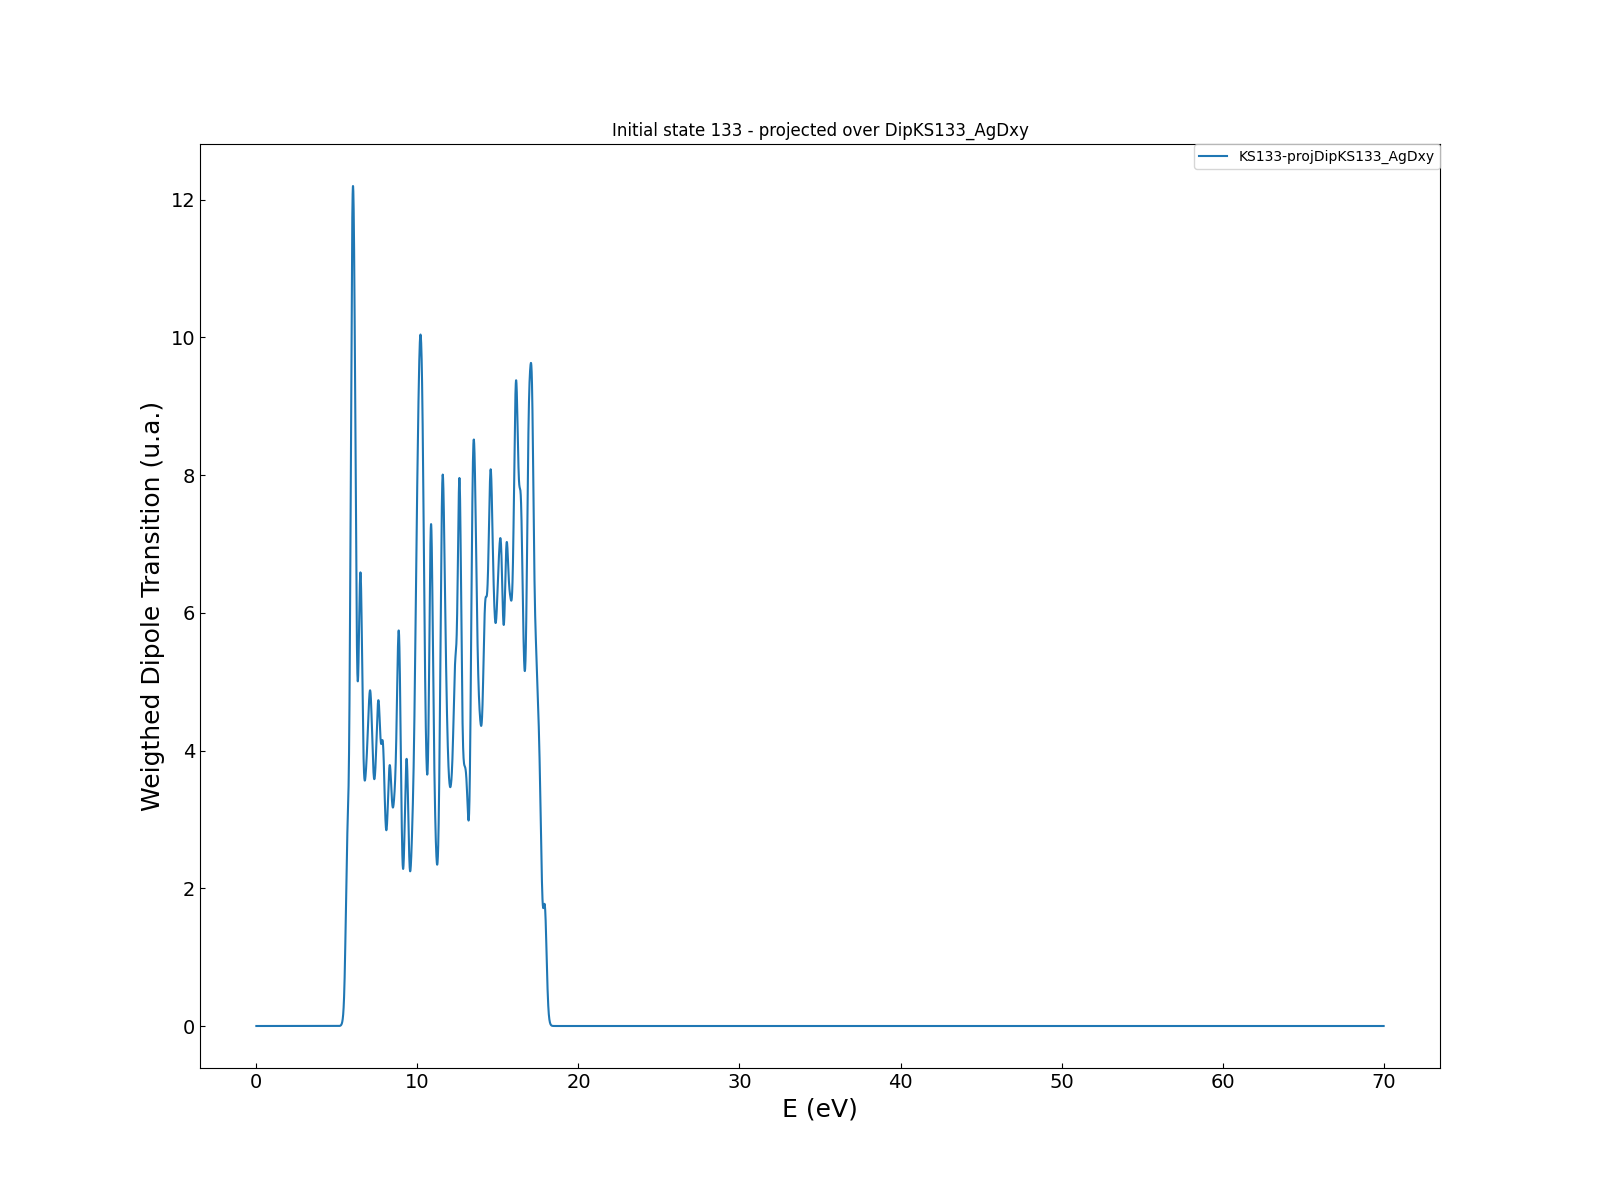 Initial state 133 - projected over DipKS133_AgDxy
KS133-projDipKS133_AgDxy
12
10
8
6
4
2
0
Weigthed Dipole Transition (u.a.)
0 10 20 30 40 50 60 70
E (eV)